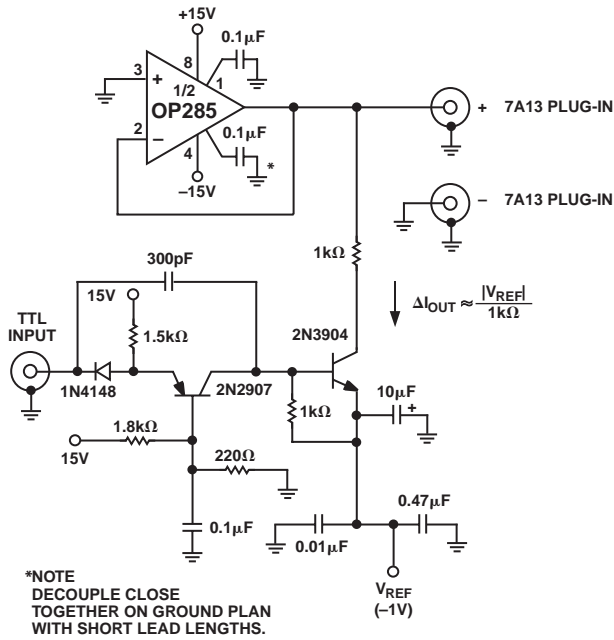 +15V
0.1µF
8
3
+
1/2
1
OP285
2
–
0.1µF
*
4
–15V
+ 7A13 PLUG-IN
– 7A13 PLUG-IN
1kΩ
300pF
15V
TTL
INPUT
1.5kΩ
ΔIOUT ≈ |VREF|
1kΩ
2N3904
1N4148
2N2907
1kΩ
10µF
+
1.8kΩ
15V
220Ω
0.1µF
0.01µF
0.47µF
VREF
(–1V)
*NOTE
DECOUPLE CLOSE
TOGETHER ON GROUND PLAN
WITH SHORT LEAD LENGTHS.